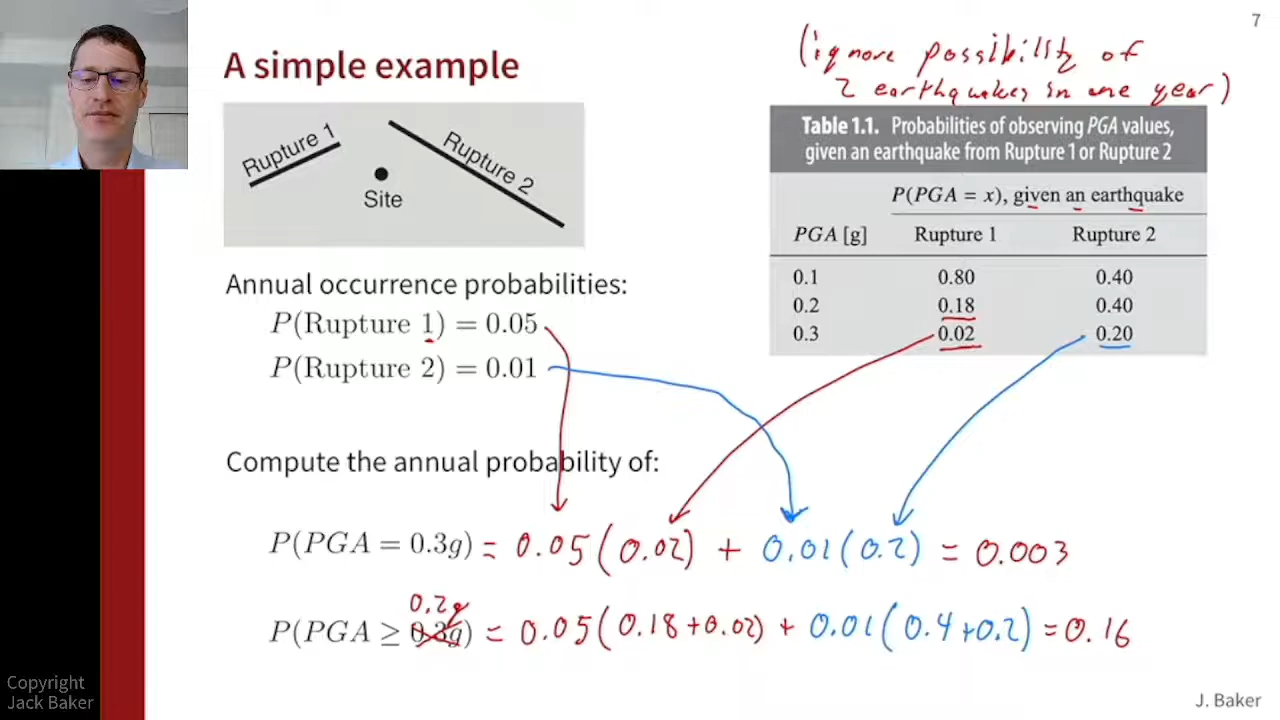 7
(ignore possibility of
2 earthquakes in one year)
A simple example
Rupture 1
Rupture 2
Site
Table 1.1. Probabilities of observing PGA values,
given an earthquake from Rupture 1 or Rupture 2
P(PGA = x), given an earthquake
PGA [g] Rupture 1 Rupture 2
0.1 0.80 0.40
0.2 0.18 0.40
0.3 0.02 0.20
Annual occurrence probabilities:
P(Rupture 1) = 0.05
P(Rupture 2) = 0.01
Compute the annual probability of:
P(PGA = 0.3g) = 0.05(0.02) + 0.01(0.2) = 0.003
0.2g
P(PGA ≥ 0.3g) = 0.05(0.18+0.02) + 0.01(0.4+0.2) = 0.16
Copyright
Jack Baker
J. Baker